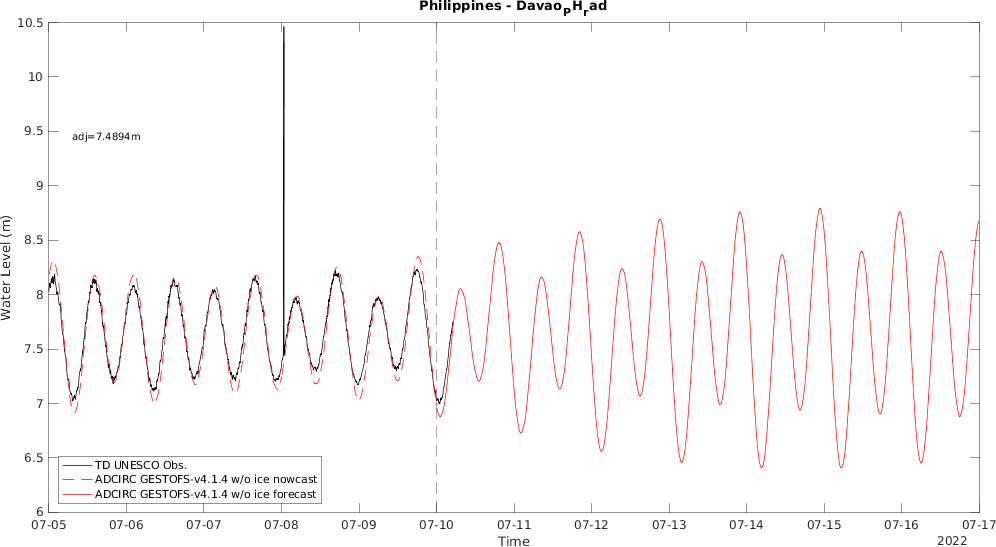 Philippines - Davao_pH_rad
10.5
10
9.5
9
8.5
8
7.5
7
6.5
6
Water Level (m)
adj=7.4894m
TD UNESCO Obs.
ADCIRC GESTOFS-v4.1.4 w/o ice nowcast
ADCIRC GESTOFS-v4.1.4 w/o ice forecast
07-05 07-06 07-07 07-08 07-09 07-10 07-11 07-12 07-13 07-14 07-15 07-16 07-17
Time
2022